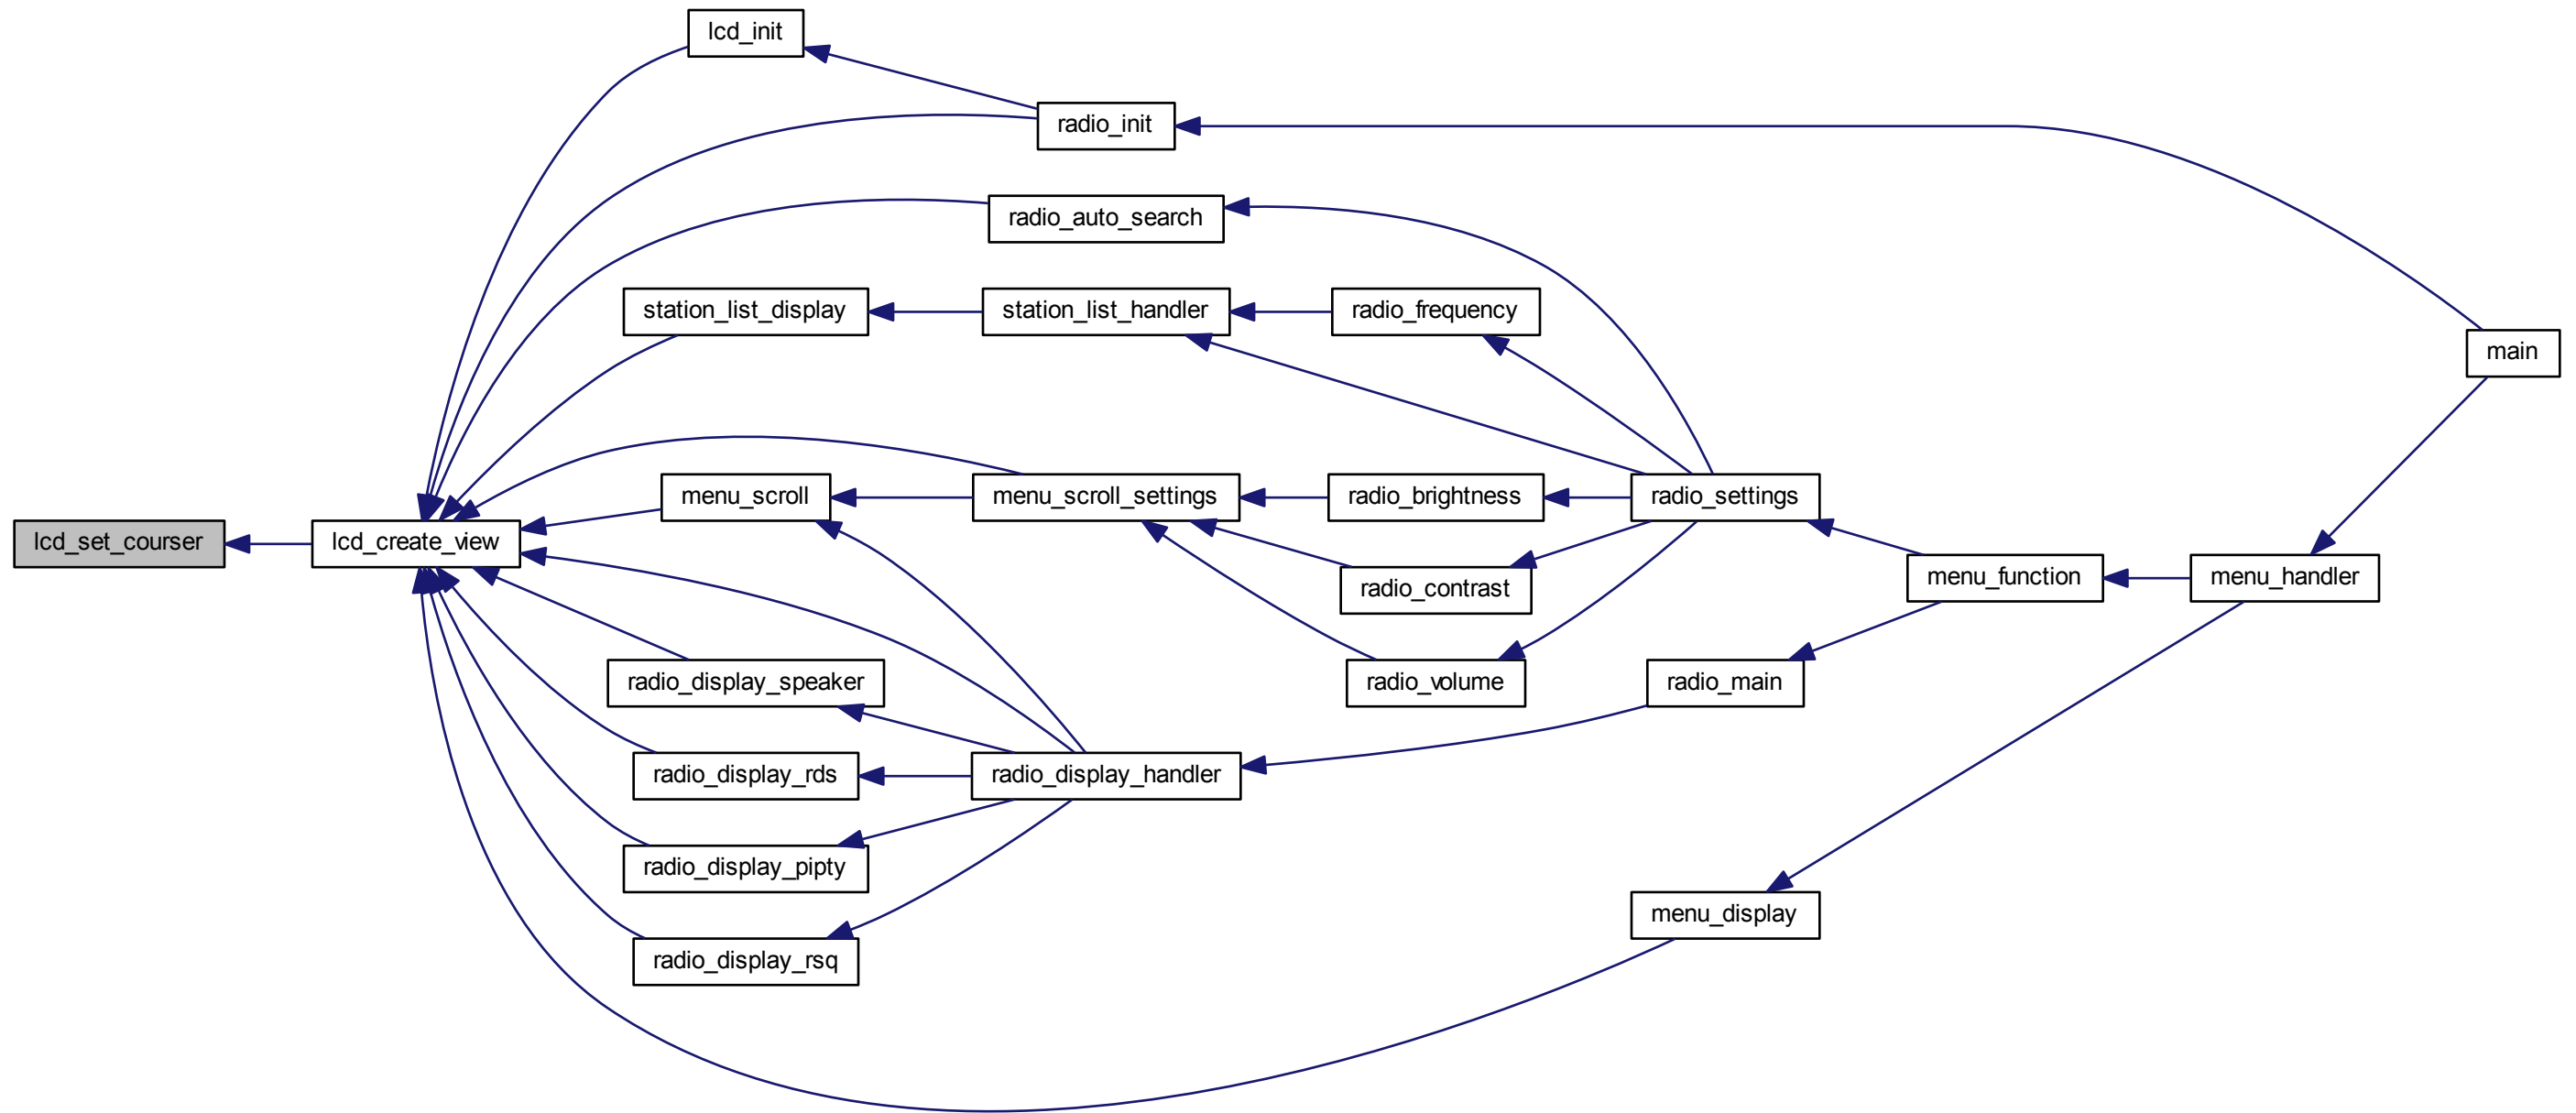 lcd_init
radio_init
radio_auto_search
station_list_display
station_list_handler
radio_frequency
main
menu_scroll
menu_scroll_settings
radio_brightness
radio_settings
lcd_set_courser
lcd_create_view
radio_contrast
menu_function
menu_handler
radio_display_speaker
radio_volume
radio_main
radio_display_rds
radio_display_handler
radio_display_pipty
menu_display
radio_display_rsq